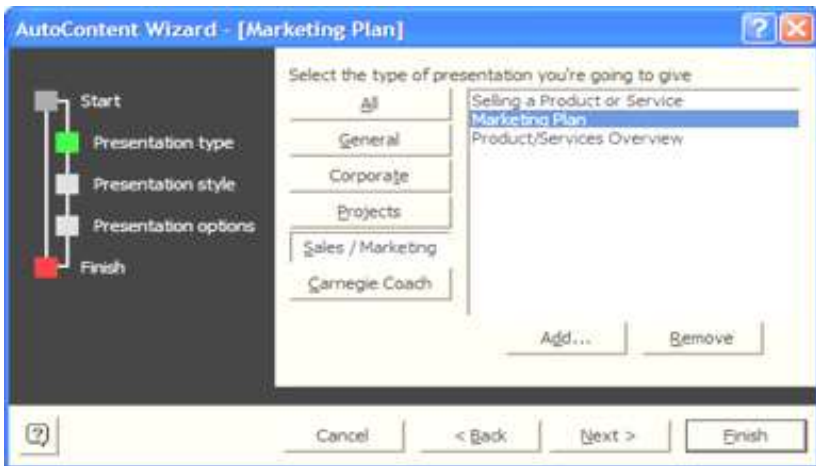 AutoContent Wizard - [Marketing Plan]
Start
Presentation type
Presentation style
Presentation options
Finish
Select the type of presentation you're going to give
All
General
Corporate
Projects
Sales / Marketing
Carnegie Coach
Selling a Product or Service
Marketing Plan
Product/Services Overview
Add...
Remove
Cancel
< Back
Next >
Finish